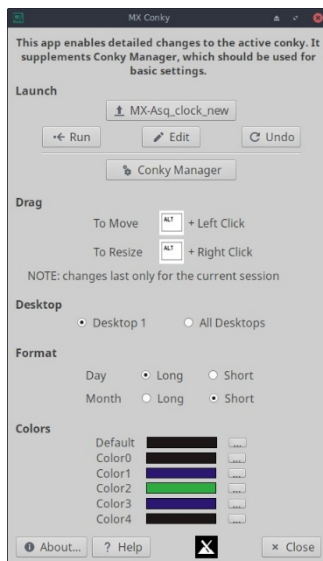 MX Conky
This app enables detailed changes to the active conky. It
supplements Conky Manager, which should be used for
basic settings.
Launch
MX-Asq_clock_new
Run Edit Undo
Conky Manager
Drag
To Move ALT + Left Click
To Resize ALT + Right Click
NOTE: changes last only for the current session
Desktop
Desktop 1 All Desktops
Format
Day Long Short
Month Long Short
Colors
Default ...
Color0 ...
Color1 ...
Color2 ...
Color3 ...
Color4 ...
About... ? Help X × Close